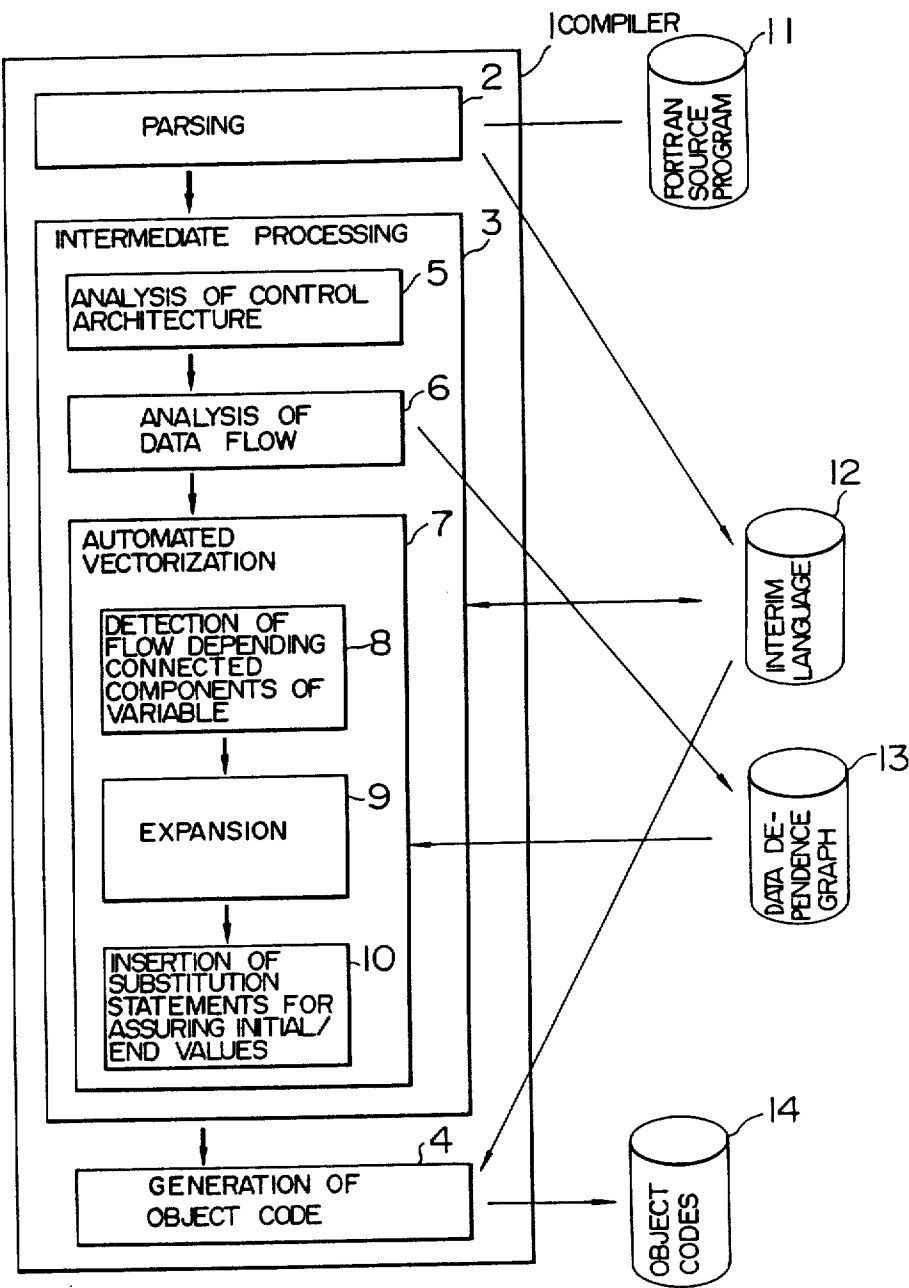 1 COMPILER
11
2
PARSING
FORTRAN
SOURCE
PROGRAM
INTERMEDIATE PROCESSING
3
5
ANALYSIS OF CONTROL
ARCHITECTURE
6
ANALYSIS OF
DATA FLOW
12
INTERIM
LANGUAGE
7
AUTOMATED
VECTORIZATION
8
DETECTION OF
FLOW DEPENDING
CONNECTED
COMPONENTS OF
VARIABLE
13
DATA DE-
PENDENCE
GRAPH
9
EXPANSION
10
INSERTION OF
SUBSTITUTION
STATEMENTS FOR
ASSURING INITIAL/
END VALUES
14
OBJECT
CODES
4
GENERATION OF
OBJECT CODE